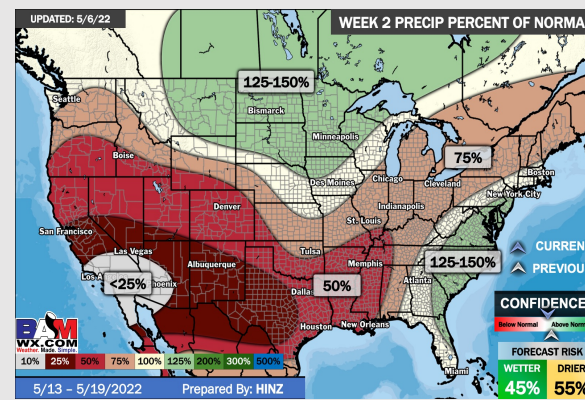 UPDATED: 5/6/22
WEEK 2 PRECIP PERCENT OF NORMA
125-150%
Seattle
Bismarck
Minneapolis
75%
Boise
Boston
Des Moines
Chicago
Cleveland
New York City
Denver
Indianapolis
St. Louis
San Francisco
CURREN
Las Vegas
Tulsa
125-150%
Albuquerque
Memphis
PREVIOU
Los A
<25%
hoenix
Atlanta
Dalla
50%
CONFIDENCE
Houston
New Orleans
Below Normal
Above Norm
BAM
WX.COM
Weather. Made. Simple.
FORECAST RISK
10% 25% 50% 75% 100% 125% 200% 300% 500%
Miami
WETTER
DRIER
5/13 – 5/19/2022
Prepared By: HINZ
45%
55%